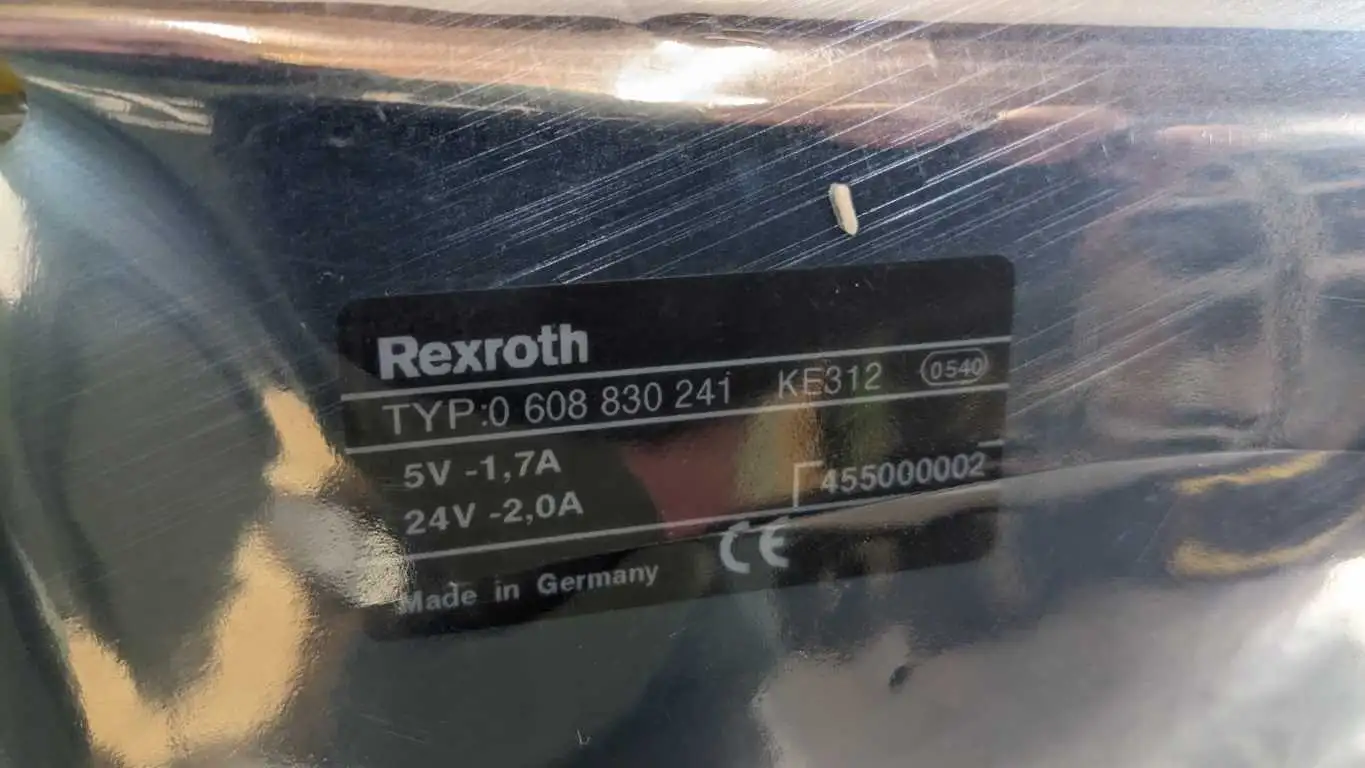 Rexroth
TYP:0 608 830 241 KE312 0540
5V -1,7A
24V -2,0A
455000002
CE
Made in Germany